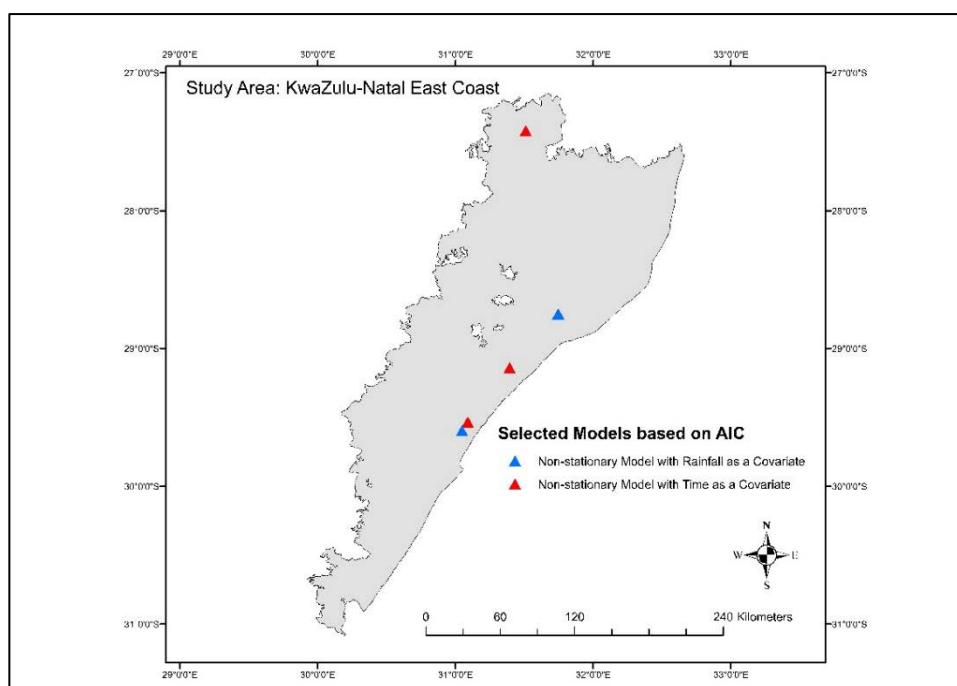 29°0'0"E 30°0'0"E 31°0'0"E 32°0'0"E 33°0'0"E
Study Area: KwaZulu-Natal East Coast
27°0'0"S 27°0'0"S
28°0'0"S 28°0'0"S
29°0'0"S 29°0'0"S
Selected Models based on AIC
Non-stationary Model with Rainfall as a Covariate
Non-stationary Model with Time as a Covariate
30°0'0"S 30°0'0"S
N
W E
S
0 60 120 240 Kilometers
31°0'0"S 31°0'0"S
29°0'0"E 30°0'0"E 31°0'0"E 32°0'0"E 33°0'0"E